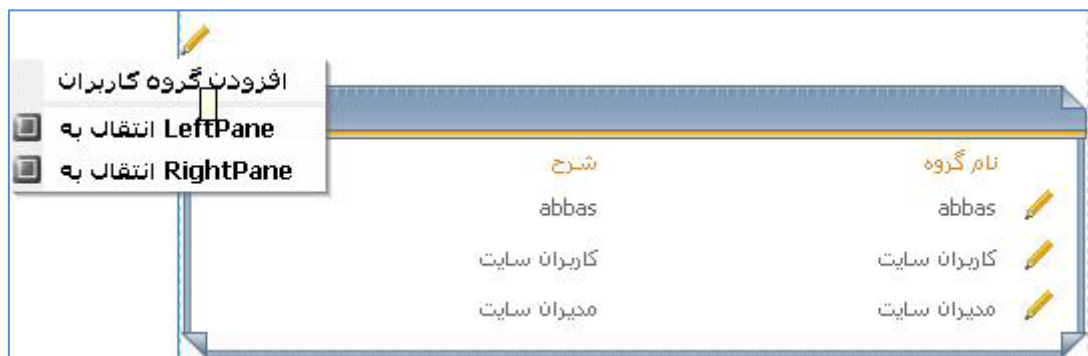 افزودن گروه کاربران
انتقال به LeftPane
انتقال به RightPane
نام گروه شرح
abbas abbas
کاربران سایت کاربران سایت
مدیران سایت مدیران سایت